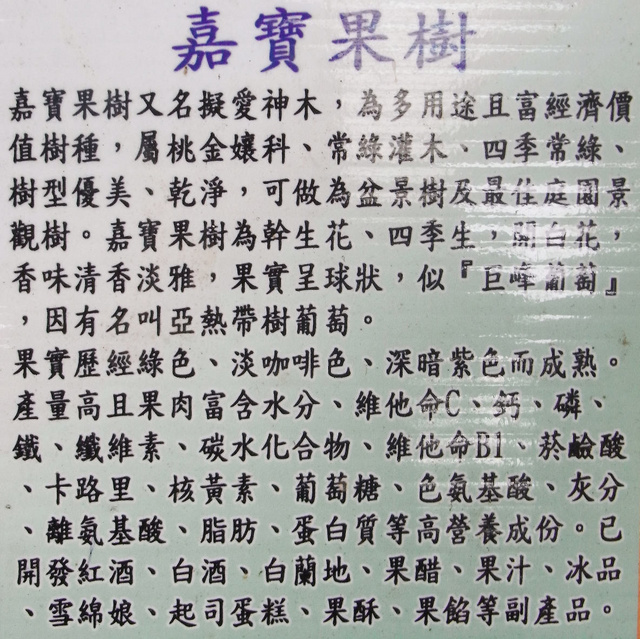 嘉寶果樹
嘉寶果樹又名擬愛神木，為多用途且富經濟價
值樹種，屬桃金孃科、常綠灌木、四季常綠、
樹型優美、乾淨，可做為盆景樹及最佳庭園景
觀樹。嘉寶果樹為幹生花、四季生，開白花，
香味清香淡雅，果實呈球狀，似『巨峰葡萄』
，因有名叫亞熱帶樹葡萄。
果實歷經綠色、淡咖啡色、深暗紫色而成熟。
產量高且果肉富含水分、維他命C、鈣、磷、
鐵、纖維素、碳水化合物、維他命B1、菸鹼酸
、卡路里、核黃素、葡萄糖、色氨基酸、灰分
、離氨基酸、脂肪、蛋白質等高營養成份。已
開發紅酒、白酒、白蘭地、果醋、果汁、冰品
、雪綿娘、起司蛋糕、果酥、果餡等副產品。